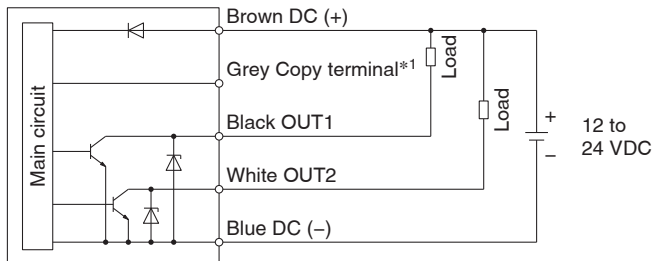 Brown DC (+)
Grey Copy terminal*1
Black OUT1
White OUT2
Blue DC (−)
Main circuit
Load
Load
+
−
12 to
24 VDC